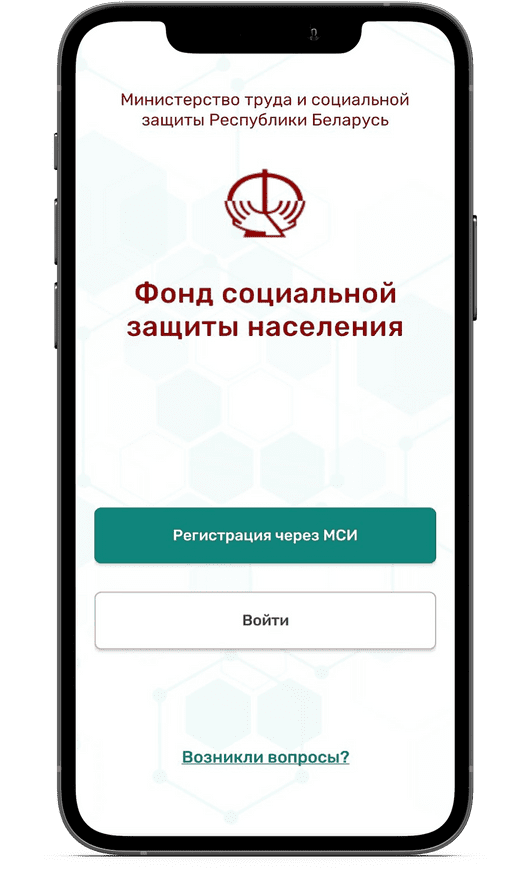 Министерство труда и социальной
защиты Республики Беларусь
Фонд социальной
защиты населения
Регистрация через МСИ
Войти
Возникли вопросы?